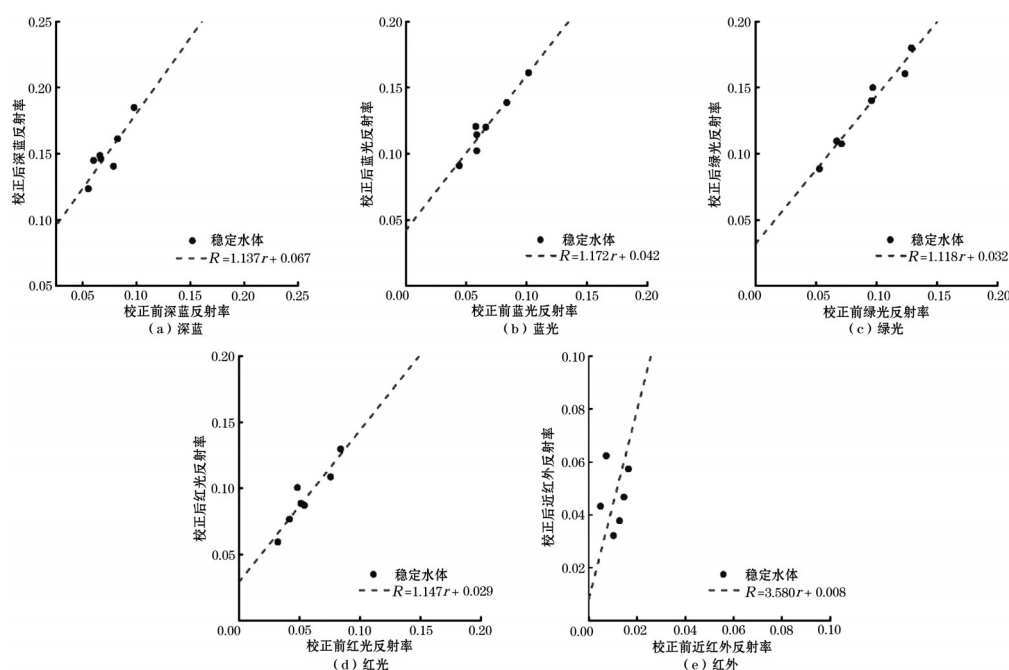 0.25
0.20
0.15
0.10
0.05
校正后深蓝反射率
稳定水体
R=1.137r+0.067
0.05 0.10 0.15 0.20 0.25
校正前深蓝反射率
(a)深蓝
0.20
0.15
0.10
0.05
0.00
校正后蓝光反射率
稳定水体
R=1.172r+0.042
0.05 0.10 0.15 0.20
校正前蓝光反射率
(b)蓝光
0.20
0.15
0.10
0.05
0.00
校正后绿光反射率
稳定水体
R=1.118r+0.032
0.05 0.10 0.15 0.20
校正前绿光反射率
(c)绿光
0.20
0.15
0.10
0.05
0.00
校正后红光反射率
稳定水体
R=1.147r+0.029
0.05 0.10 0.15 0.20
校正前红光反射率
(d)红光
0.10
0.08
0.06
0.04
0.02
0.00
校正后近红外反射率
稳定水体
R=3.580r+0.008
0.02 0.04 0.06 0.08 0.10
校正前近红外反射率
(e)红外